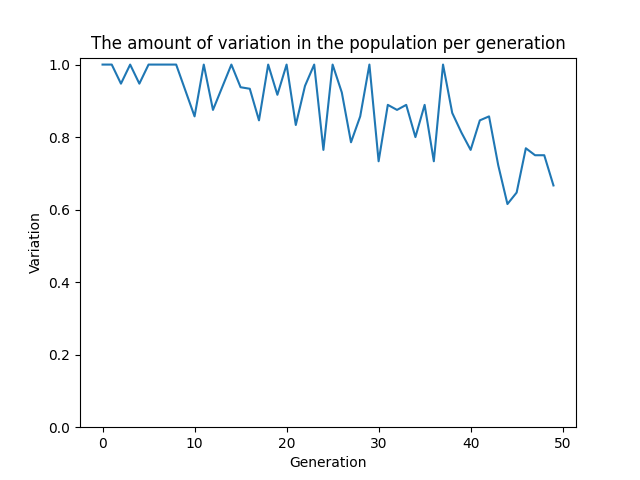 The amount of variation in the population per generation
1.0
0.8
0.6
0.4
0.2
0.0
Variation
0 10 20 30 40 50
Generation